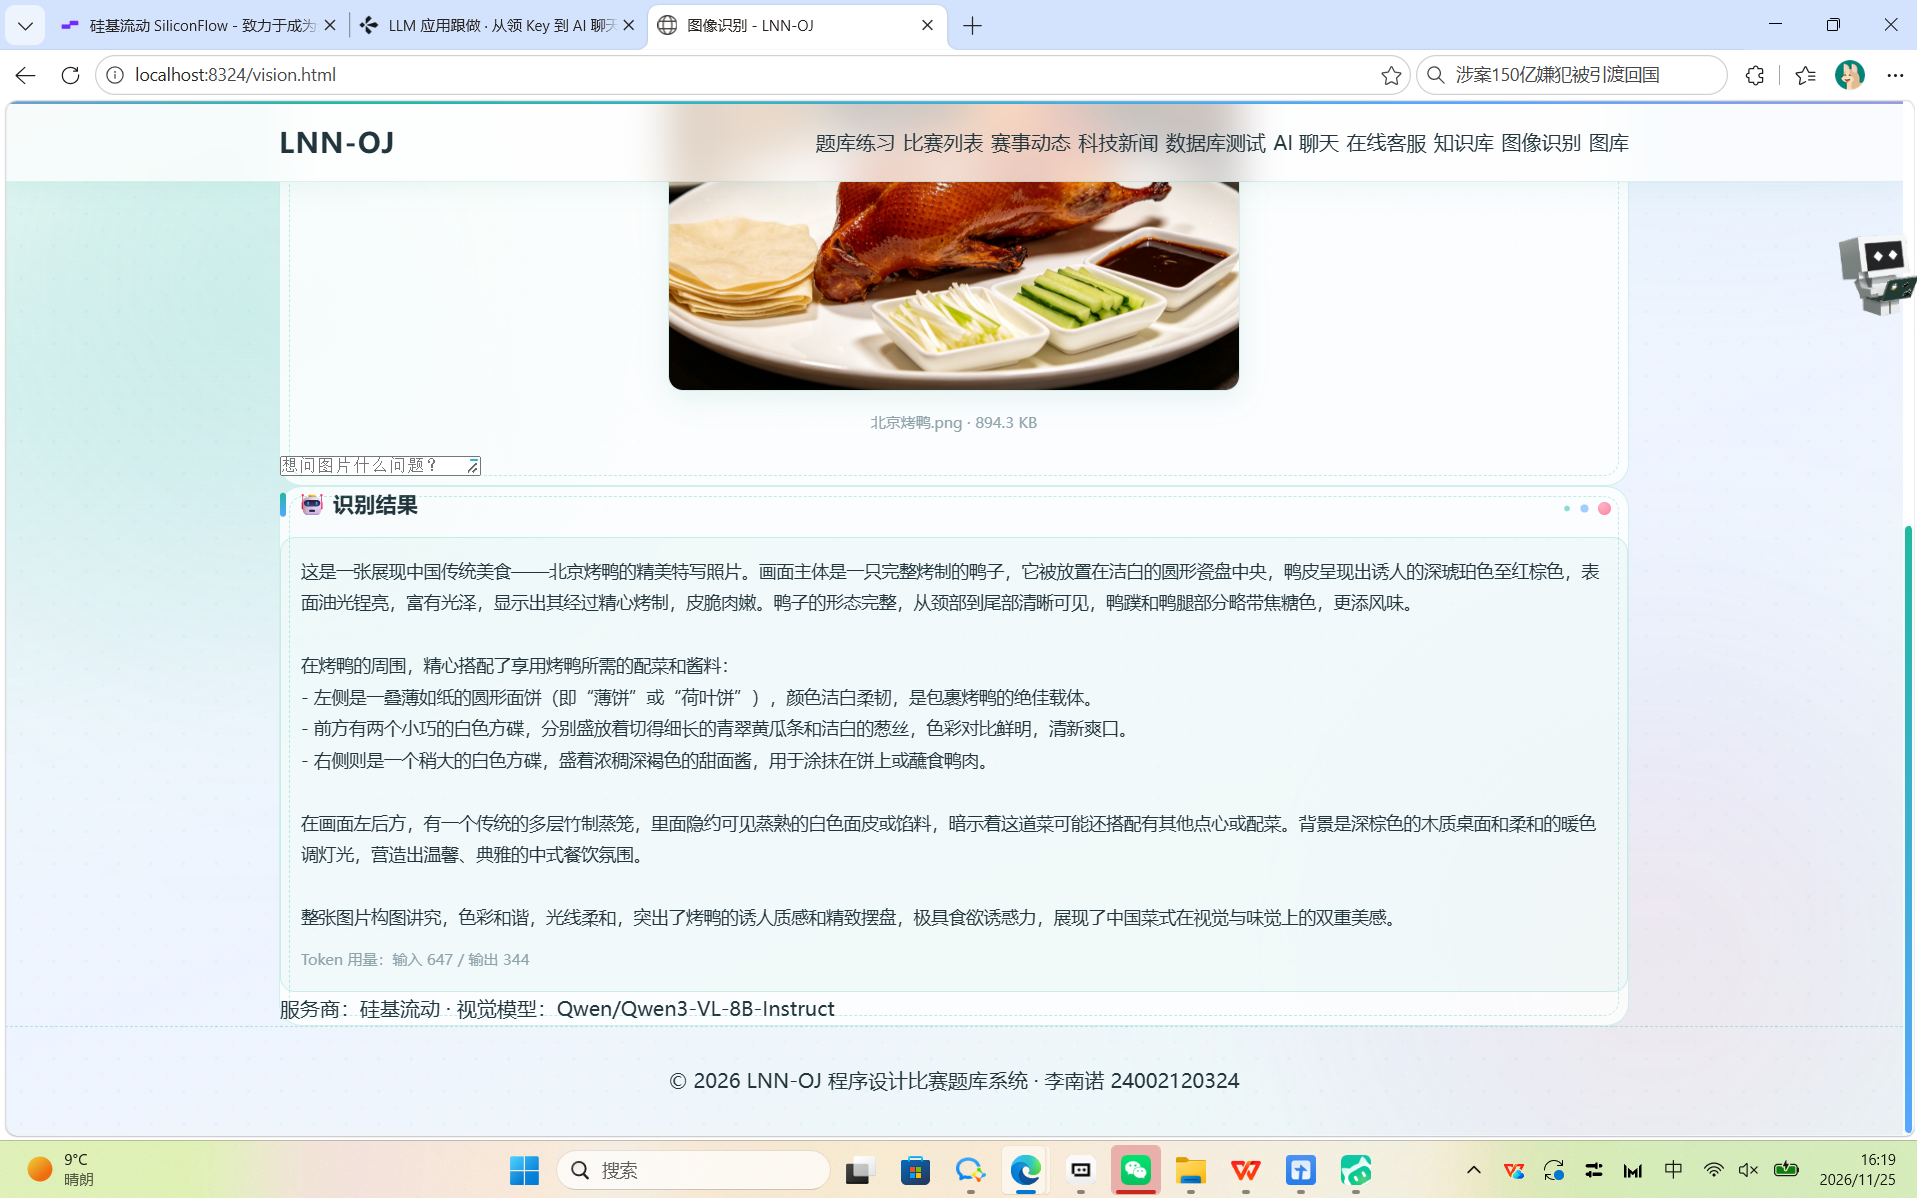 硅基流动 SiliconFlow - 致力于成为
LLM 应用跟做 · 从领 Key 到 AI 聊天
图像识别 - LNN-OJ
localhost:8324/vision.html
涉案150亿嫌犯被引渡回国
LNN-OJ
题库练习 比赛列表 赛事动态 科技新闻 数据库测试 AI 聊天 在线客服 知识库 图像识别 图库
北京烤鸭.png · 894.3 KB
想问图片什么问题？
识别结果
这是一张展现中国传统美食——北京烤鸭的精美特写照片。画面主体是一只完整烤制的鸭子，它被放置在洁白的圆形瓷盘中央，鸭皮呈现出诱人的深琥珀色至红棕色，表
面油光锃亮，富有光泽，显示出其经过精心烤制，皮脆肉嫩。鸭子的形态完整，从颈部到尾部清晰可见，鸭蹼和鸭腿部分略带焦糖色，更添风味。
在烤鸭的周围，精心搭配了享用烤鸭所需的配菜和酱料：
- 左侧是一叠薄如纸的圆形面饼（即“薄饼”或“荷叶饼”），颜色洁白柔韧，是包裹烤鸭的绝佳载体。
- 前方有两个小巧的白色方碟，分别盛放着切得细长的青翠黄瓜条和洁白的葱丝，色彩对比鲜明，清新爽口。
- 右侧则是一个稍大的白色方碟，盛着浓稠深褐色的甜面酱，用于涂抹在饼上或蘸食鸭肉。
在画面左后方，有一个传统的多层竹制蒸笼，里面隐约可见蒸熟的白色面皮或馅料，暗示着这道菜可能还搭配有其他点心或配菜。背景是深棕色的木质桌面和柔和的暖色
调灯光，营造出温馨、典雅的中式餐饮氛围。
整张图片构图讲究，色彩和谐，光线柔和，突出了烤鸭的诱人质感和精致摆盘，极具食欲诱惑力，展现了中国菜式在视觉与味觉上的双重美感。
Token 用量：输入 647 / 输出 344
服务商：硅基流动 · 视觉模型：Qwen/Qwen3-VL-8B-Instruct
© 2026 LNN-OJ 程序设计比赛题库系统 · 李南诺 24002120324
9°C
晴朗
搜索
中
16:19
2026/11/25